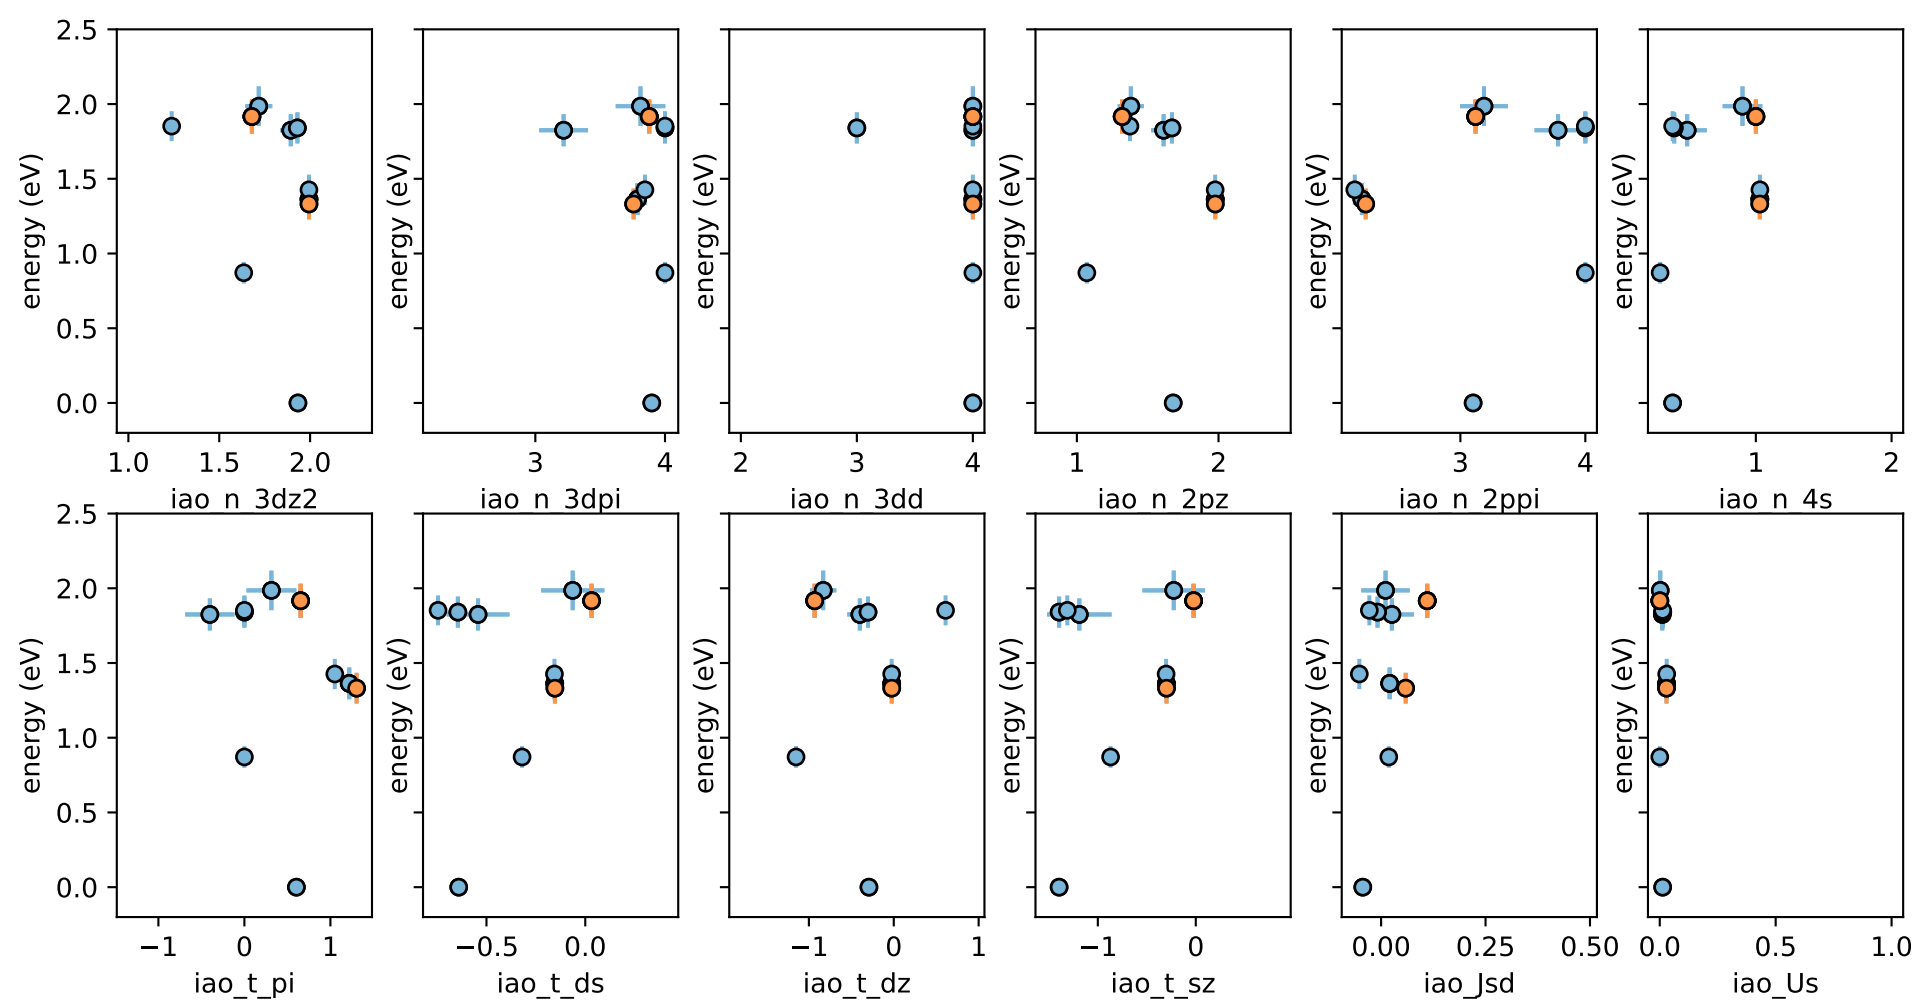 2.5
2.0
1.5
1.0
0.5
0.0
energy (eV)
1.0 1.5 2.0
iao_n_3dz2
energy (eV)
3 4
iao_n_3dpi
energy (eV)
2 3 4
iao_n_3dd
energy (eV)
1 2
iao_n_2pz
energy (eV)
3 4
iao_n_2ppi
energy (eV)
1 2
iao_n_4s
2.5
2.0
1.5
1.0
0.5
0.0
energy (eV)
−1 0 1
iao_t_pi
energy (eV)
−0.5 0.0
iao_t_ds
energy (eV)
−1 0 1
iao_t_dz
energy (eV)
−1 0
iao_t_sz
energy (eV)
0.00 0.25 0.50
iao_Jsd
energy (eV)
0.0 0.5 1.0
iao_Us